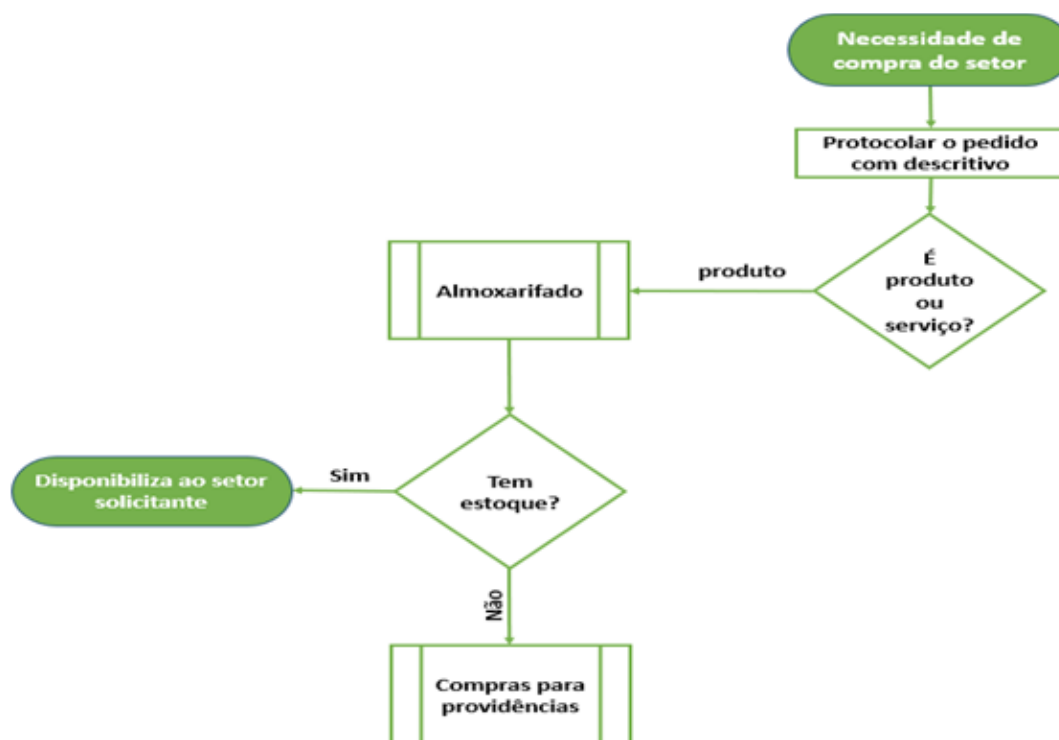 Necessidade de
compra do setor
Protocolar o pedido
com descritivo
É
produto
ou
serviço?
produto
Almoxarifado
Tem
estoque?
Sim
Disponibiliza ao setor
solicitante
Não
Compras para
providências